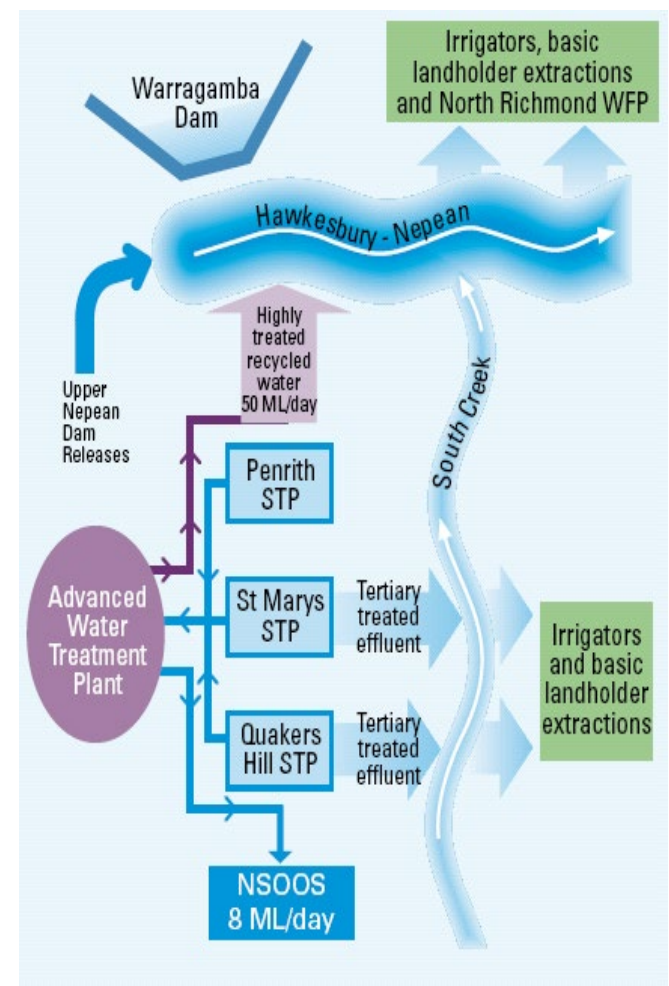 Irrigators, basic
landholder extractions
and North Richmond WFP
Warragamba
Dam
Hawkesbury - Nepean
Highly
treated
recycled
water
50 ML/day
Upper
Nepean
Dam
Releases
South Creek
Penrith
STP
Advanced
Water
Treatment
Plant
St Marys
STP
Tertiary
treated
effluent
Irrigators
and basic
landholder
extractions
Quakers
Hill STP
Tertiary
treated
effluent
NSOOS
8 ML/day